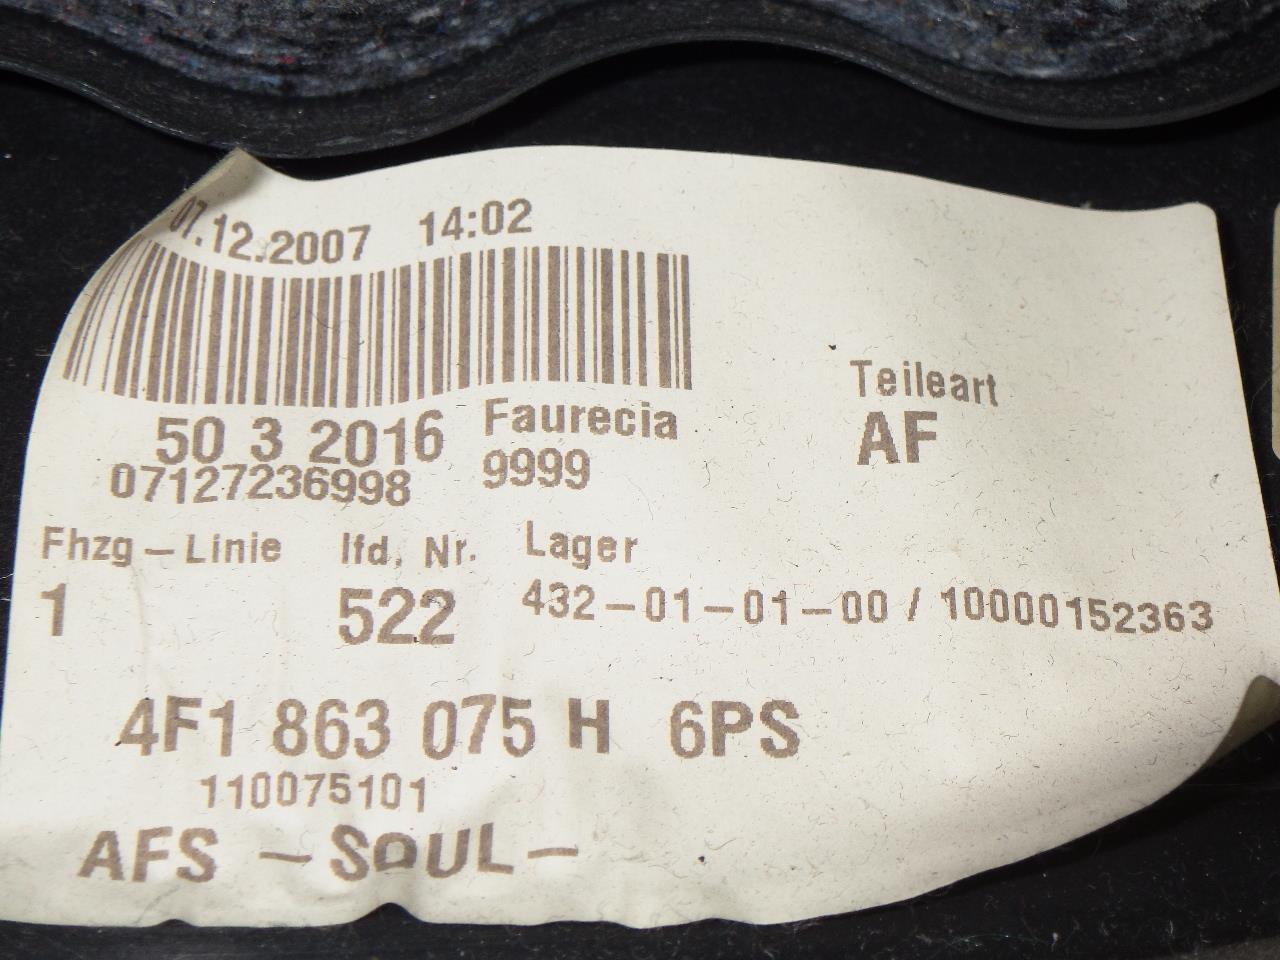 07.12.2007 14:02
50 3 2016 Faurecia
07127236998 9999
Teileart
AF
Fhzg-Linie lfd. Nr. Lager
1 522 432-01-01-00 / 10000152363
4F1 863 075 H 6PS
110075101
AFS -SOUL-